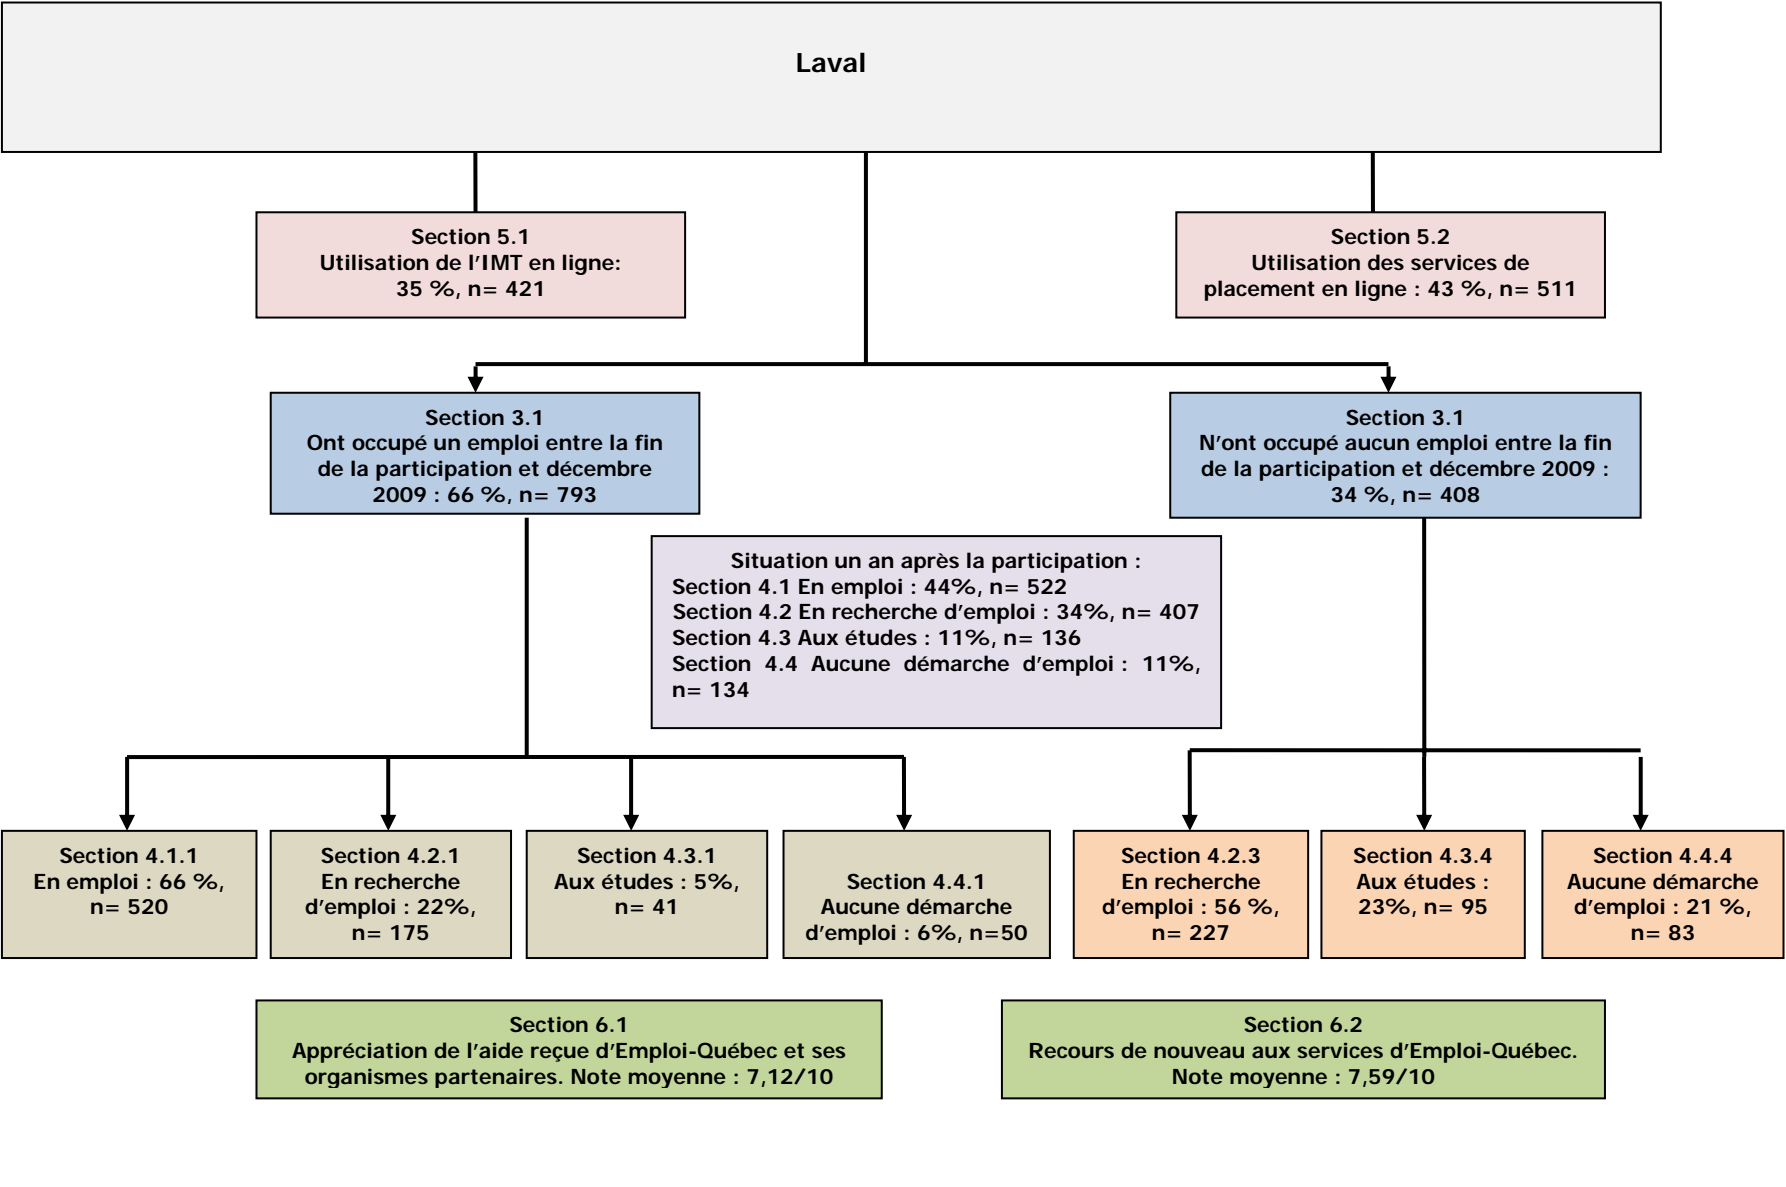 Laval
Section 5.1
Utilisation de l'IMT en ligne:
35 %, n= 421
Section 5.2
Utilisation des services de
placement en ligne : 43 %, n= 511
Section 3.1
Ont occupé un emploi entre la fin
de la participation et décembre
2009 : 66 %, n= 793
Section 3.1
N'ont occupé aucun emploi entre la fin
de la participation et décembre 2009 :
34 %, n= 408
Situation un an après la participation :
Section 4.1 En emploi : 44%, n= 522
Section 4.2 En recherche d'emploi : 34%, n= 407
Section 4.3 Aux études : 11%, n= 136
Section 4.4 Aucune démarche d'emploi : 11%,
n= 134
Section 4.1.1
En emploi : 66 %,
n= 520
Section 4.2.1
En recherche
d'emploi : 22%,
n= 175
Section 4.3.1
Aux études : 5%,
n= 41
Section 4.4.1
Aucune démarche
d'emploi : 6%, n=50
Section 4.2.3
En recherche
d'emploi : 56 %,
n= 227
Section 4.3.4
Aux études :
23%, n= 95
Section 4.4.4
Aucune démarche
d'emploi : 21 %,
n= 83
Section 6.1
Appréciation de l'aide reçue d'Emploi-Québec et ses
organismes partenaires. Note moyenne : 7,12/10
Section 6.2
Recours de nouveau aux services d'Emploi-Québec.
Note moyenne : 7,59/10